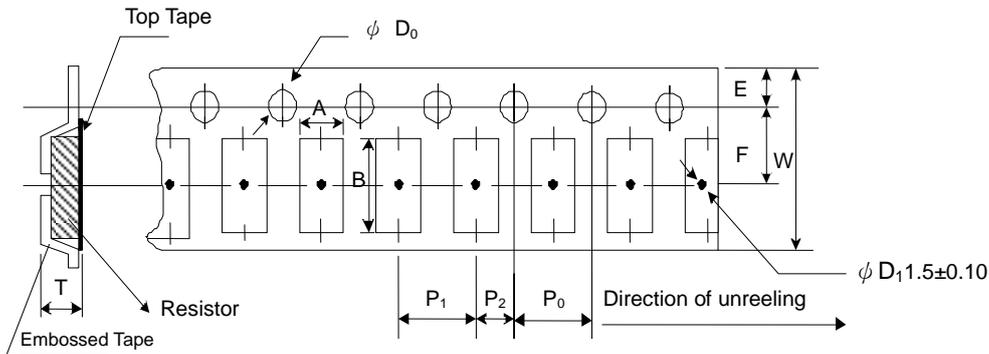 Top Tape
ϕ D₀
A
E
B
F
W
ϕ D₁ 1.5±0.10
T
Resistor
P₁
P₂
P₀
Direction of unreeling
Embossed Tape